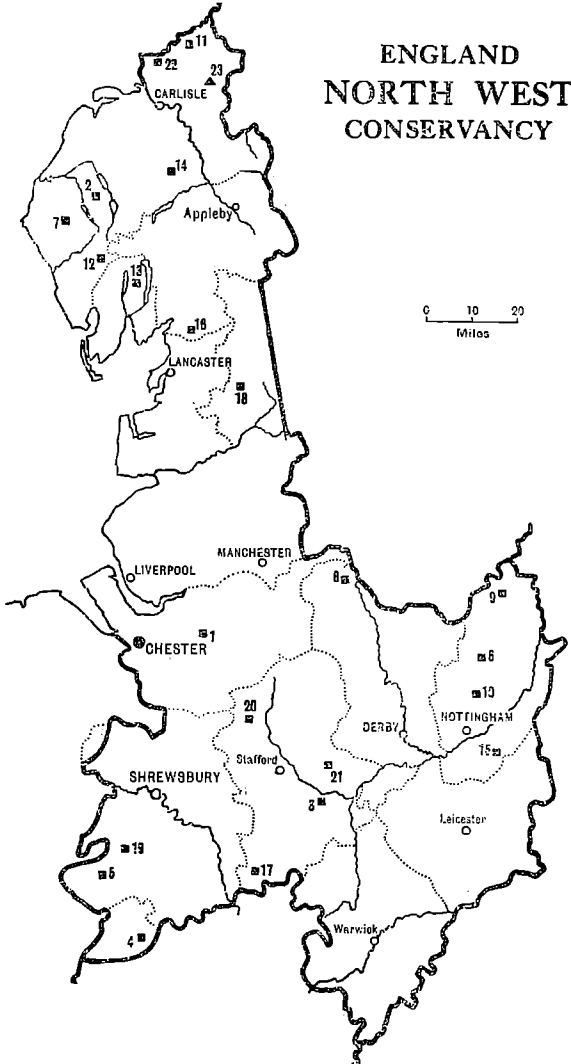 ENGLAND
NORTH WEST
CONSERVANCY
11
22
23
CARLISLE
14
2
Appleby
7
12
13
0 10 20
Miles
16
LANCASTER
18
MANCHESTER
LIVERPOOL
8
9
1
CHESTER
6
10
20
NOTTINGHAM
DERBY
15
Stafford
21
SHREWSBURY
3
Leicester
19
5
17
Warwick
4